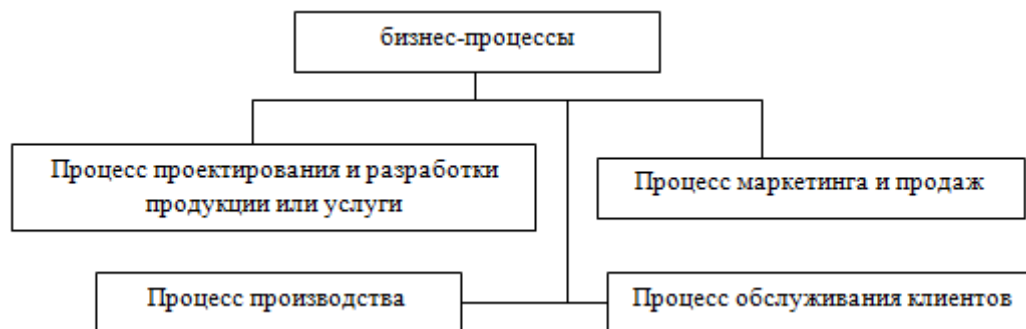 бизнес-процессы
Процесс проектирования и разработки
продукции или услуги
Процесс маркетинга и продаж
Процесс производства
Процесс обслуживания клиентов